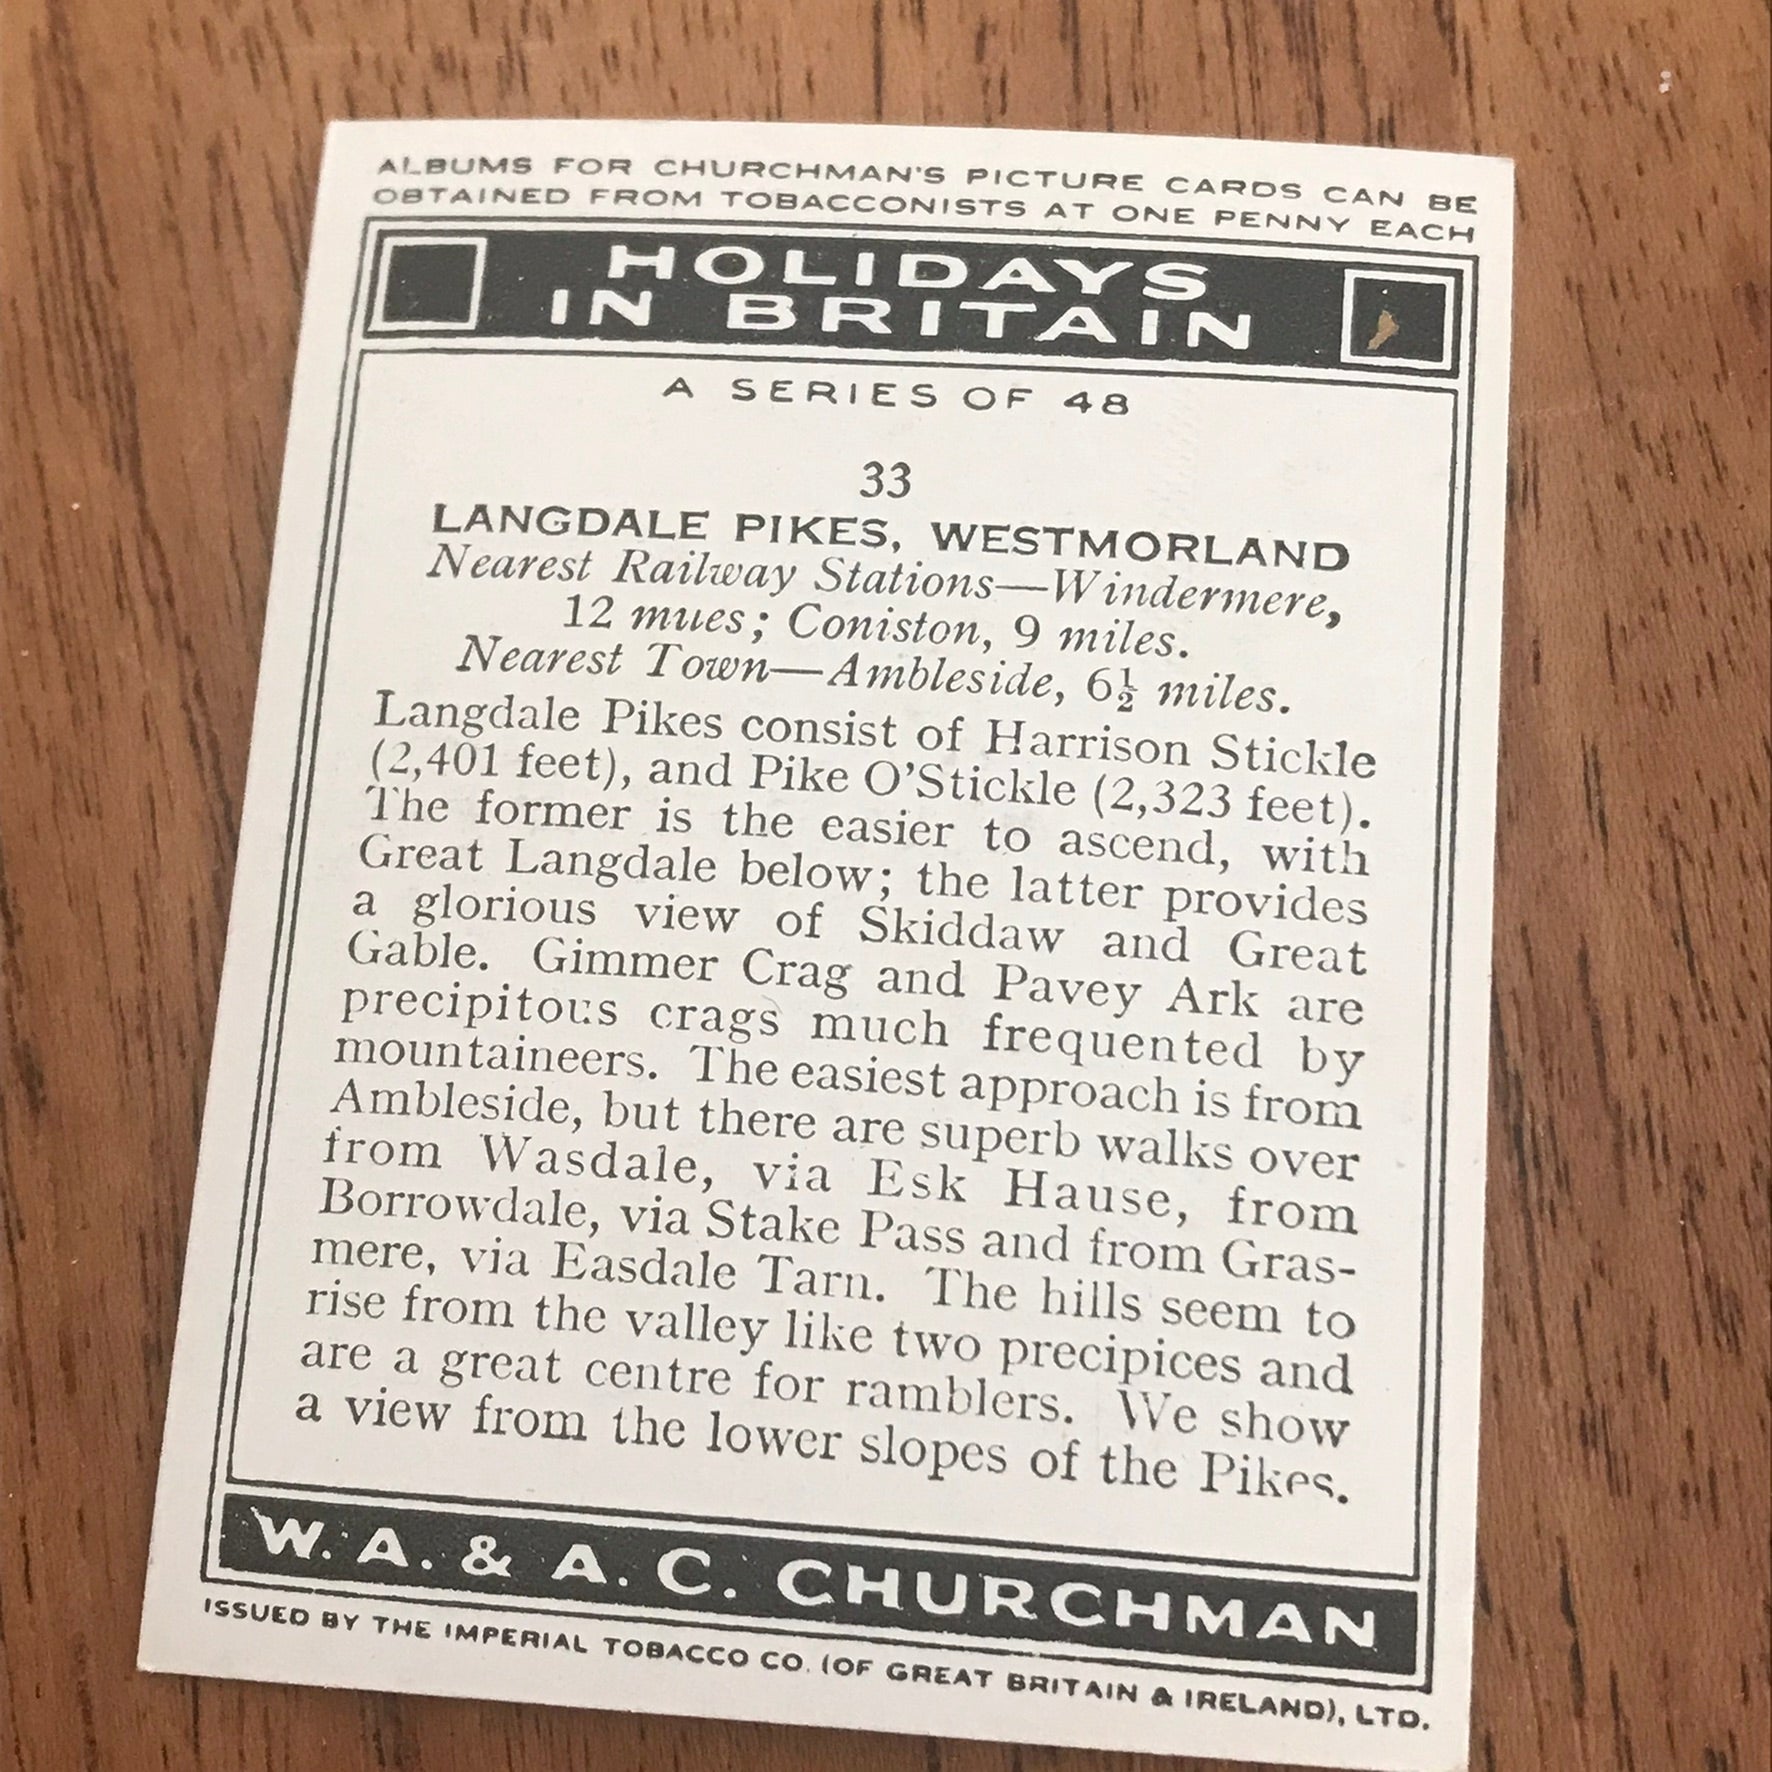 ALBUMS FOR CHURCHMAN'S PICTURE CARDS CAN BE
OBTAINED FROM TOBACCONISTS AT ONE PENNY EACH
HOLIDAYS
IN BRITAIN
A SERIES OF 48
33
LANGDALE PIKES, WESTMORLAND
Nearest Railway Stations—Windermere,
12 miles; Coniston, 9 miles.
Nearest Town—Ambleside, 6½ miles.
Langdale Pikes consist of Harrison Stickle
(2,401 feet), and Pike O'Stickle (2,323 feet).
The former is the easier to ascend, with
Great Langdale below; the latter provides
a glorious view of Skiddaw and Great
Gable. Gimmer Crag and Pavey Ark are
precipitous crags much frequented by
mountaineers. The easiest approach is from
Ambleside, but there are superb walks over
from Wasdale, via Esk Hause, from
Borrowdale, via Stake Pass and from Gras-
mere, via Easdale Tarn. The hills seem to
rise from the valley like two precipices and
are a great centre for ramblers. We show
a view from the lower slopes of the Pikes.
W. A. & A. C. CHURCHMAN
ISSUED BY THE IMPERIAL TOBACCO CO. (OF GREAT BRITAIN & IRELAND), LTD.